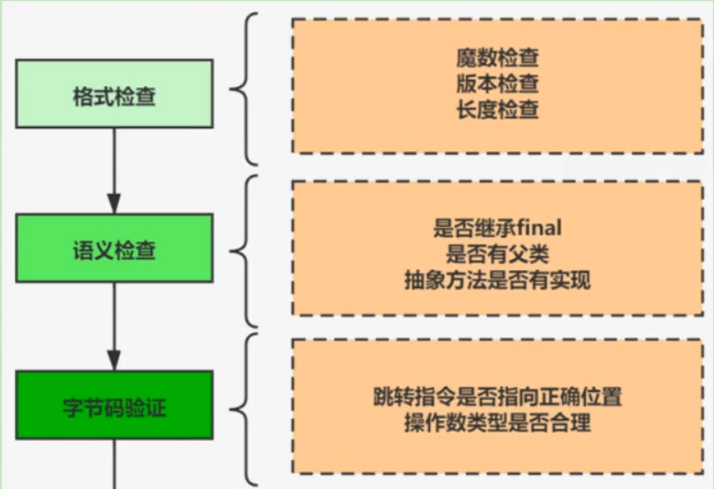 格式检查
魔数检查
版本检查
长度检查
语义检查
是否继承final
是否有父类
抽象方法是否有实现
字节码验证
跳转指令是否指向正确位置
操作数类型是否合理